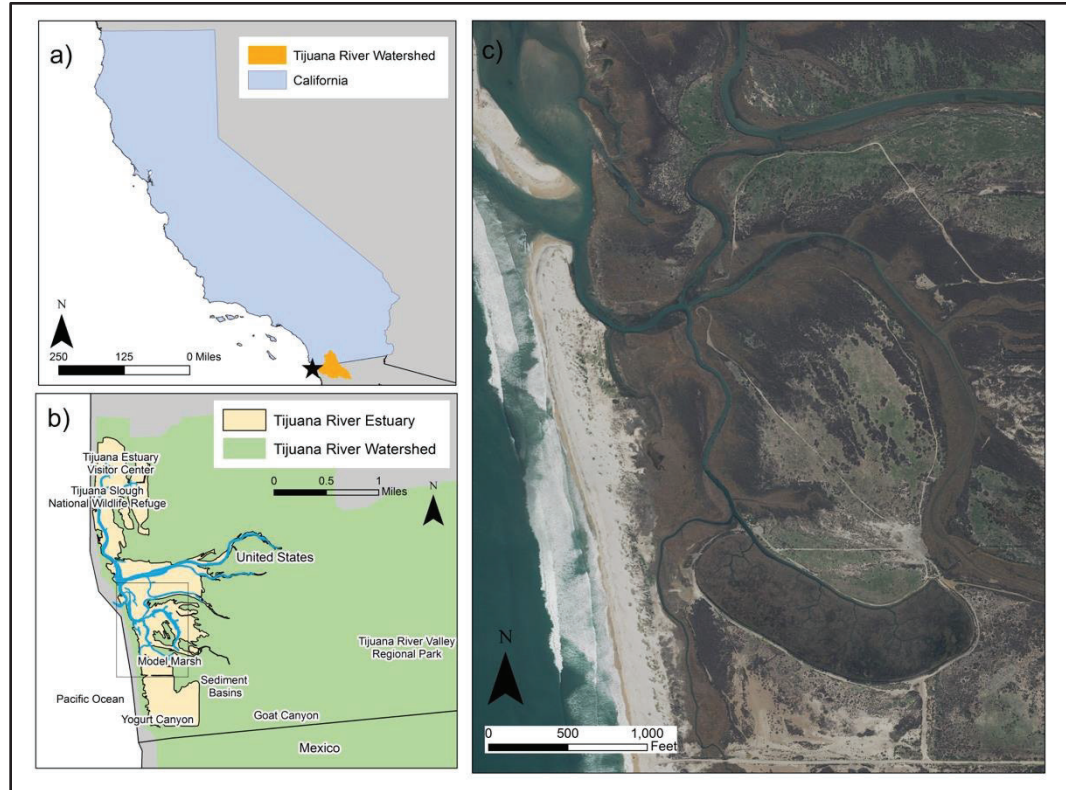 a)
Tijuana River Watershed
California
N
250 125 0 Miles
b)
Tijuana River Estuary
Tijuana River Watershed
0 0.5 1
Miles
N
Tijuana Estuary
Visitor Center
Tijuana Slough
National Wildlife Refuge
United States
Tijuana River Valley
Regional Park
Model Marsh
Sediment
Basins
Pacific Ocean
Yogurt Canyon
Goat Canyon
Mexico
c)
N
0 500 1,000
Feet